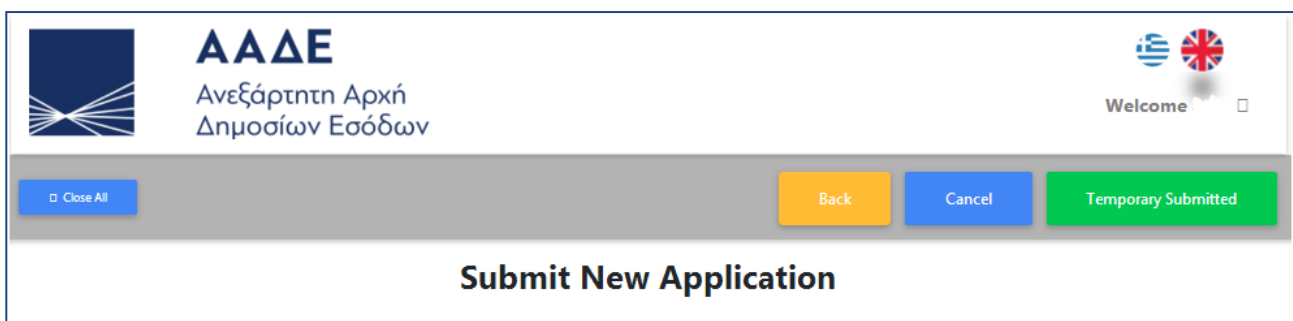 ΑΑΔΕ
Ανεξάρτητη Αρχή
Δημοσίων Εσόδων
Welcome
Close All
Back
Cancel
Temporary Submitted
Submit New Application